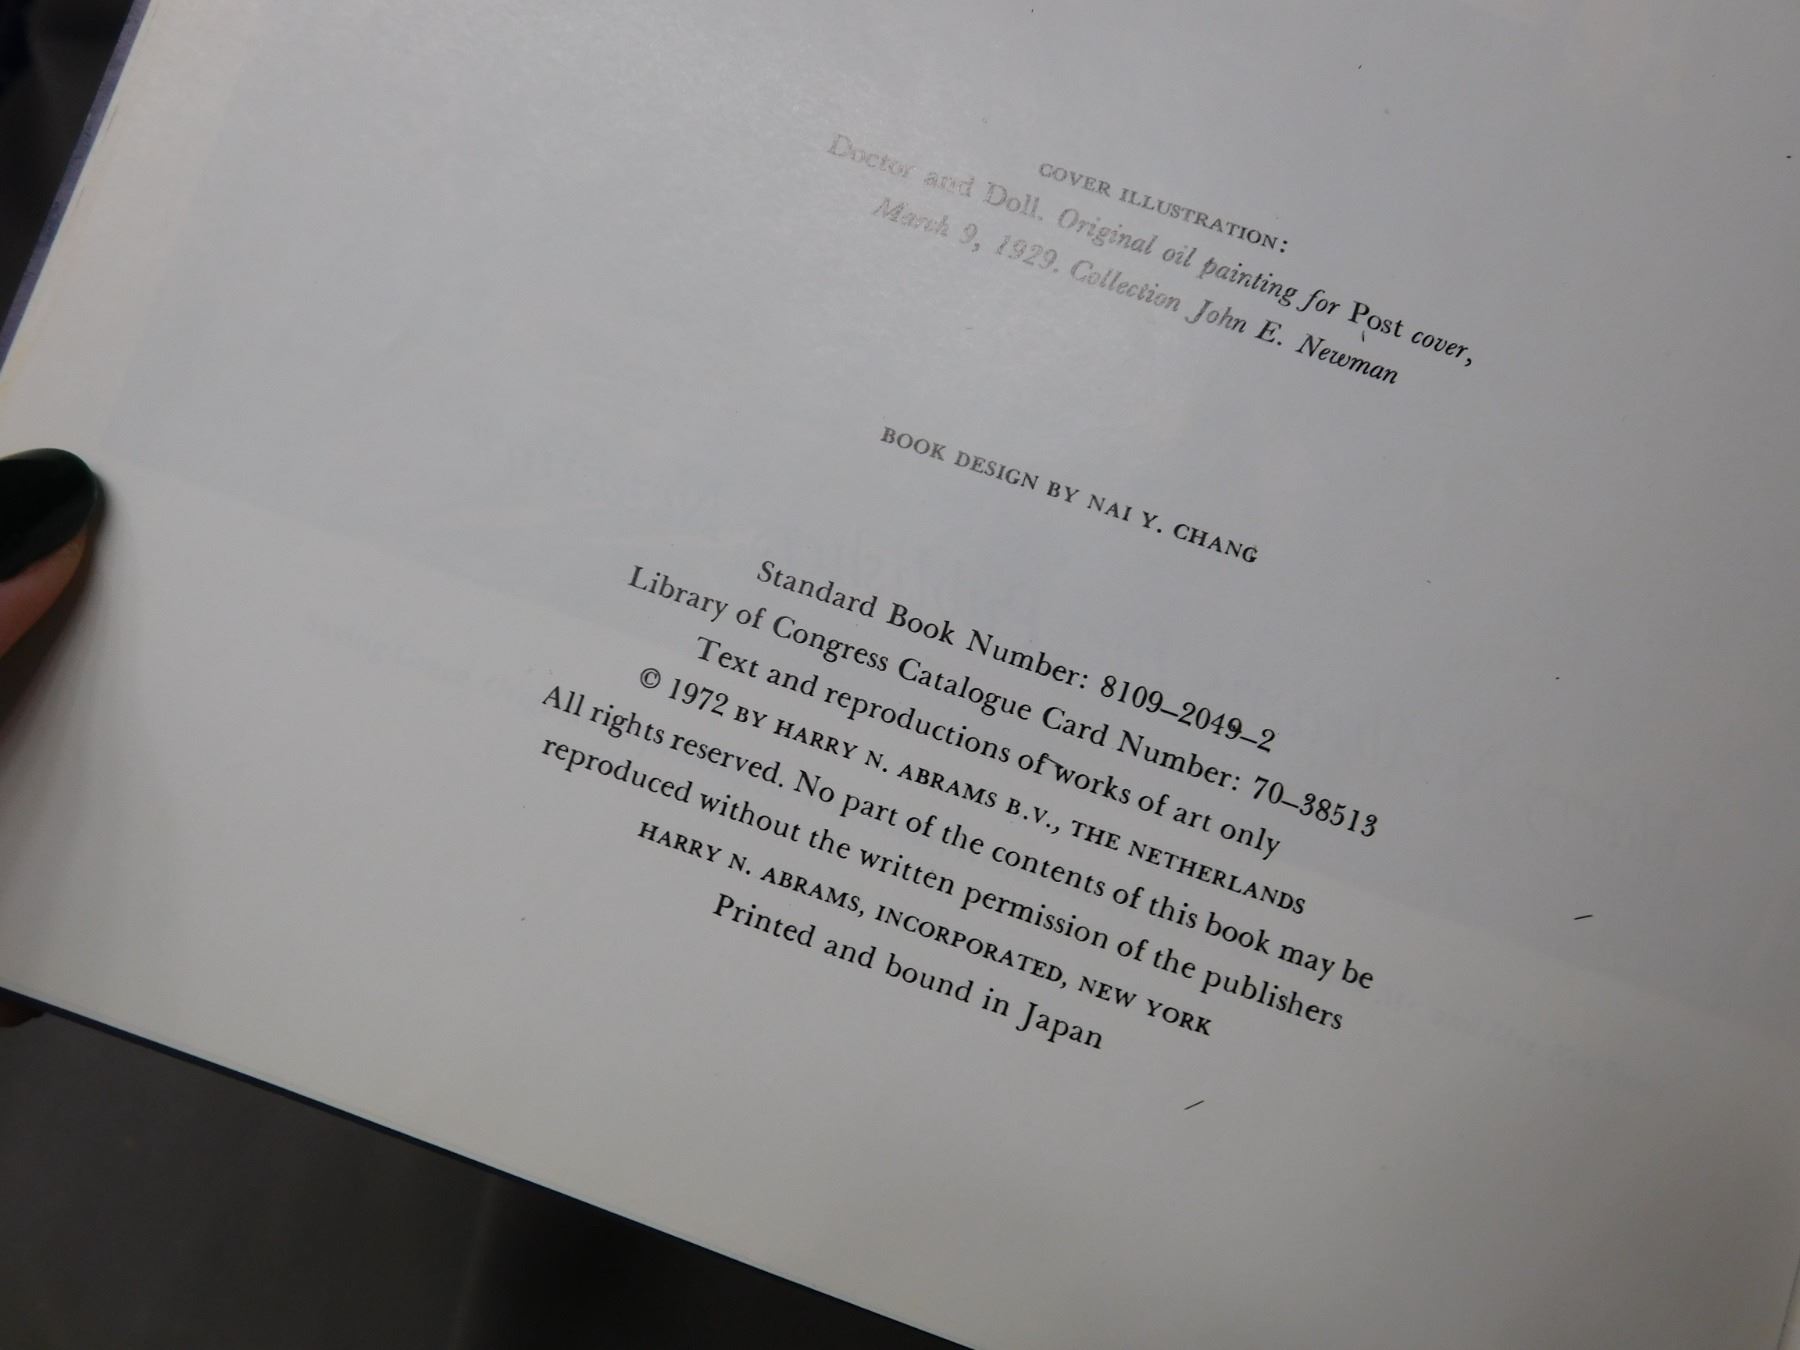 COVER ILLUSTRATION:
Doctor and Doll. Original oil painting for Post cover,
March 9, 1929. Collection John E. Newman
BOOK DESIGN BY NAI Y. CHANG
Standard Book Number: 8109–2049–2
Library of Congress Catalogue Card Number: 70–38513
Text and reproductions of works of art only
© 1972 BY HARRY N. ABRAMS B.V., THE NETHERLANDS
All rights reserved. No part of the contents of this book may be
reproduced without the written permission of the publishers
HARRY N. ABRAMS, INCORPORATED, NEW YORK
Printed and bound in Japan